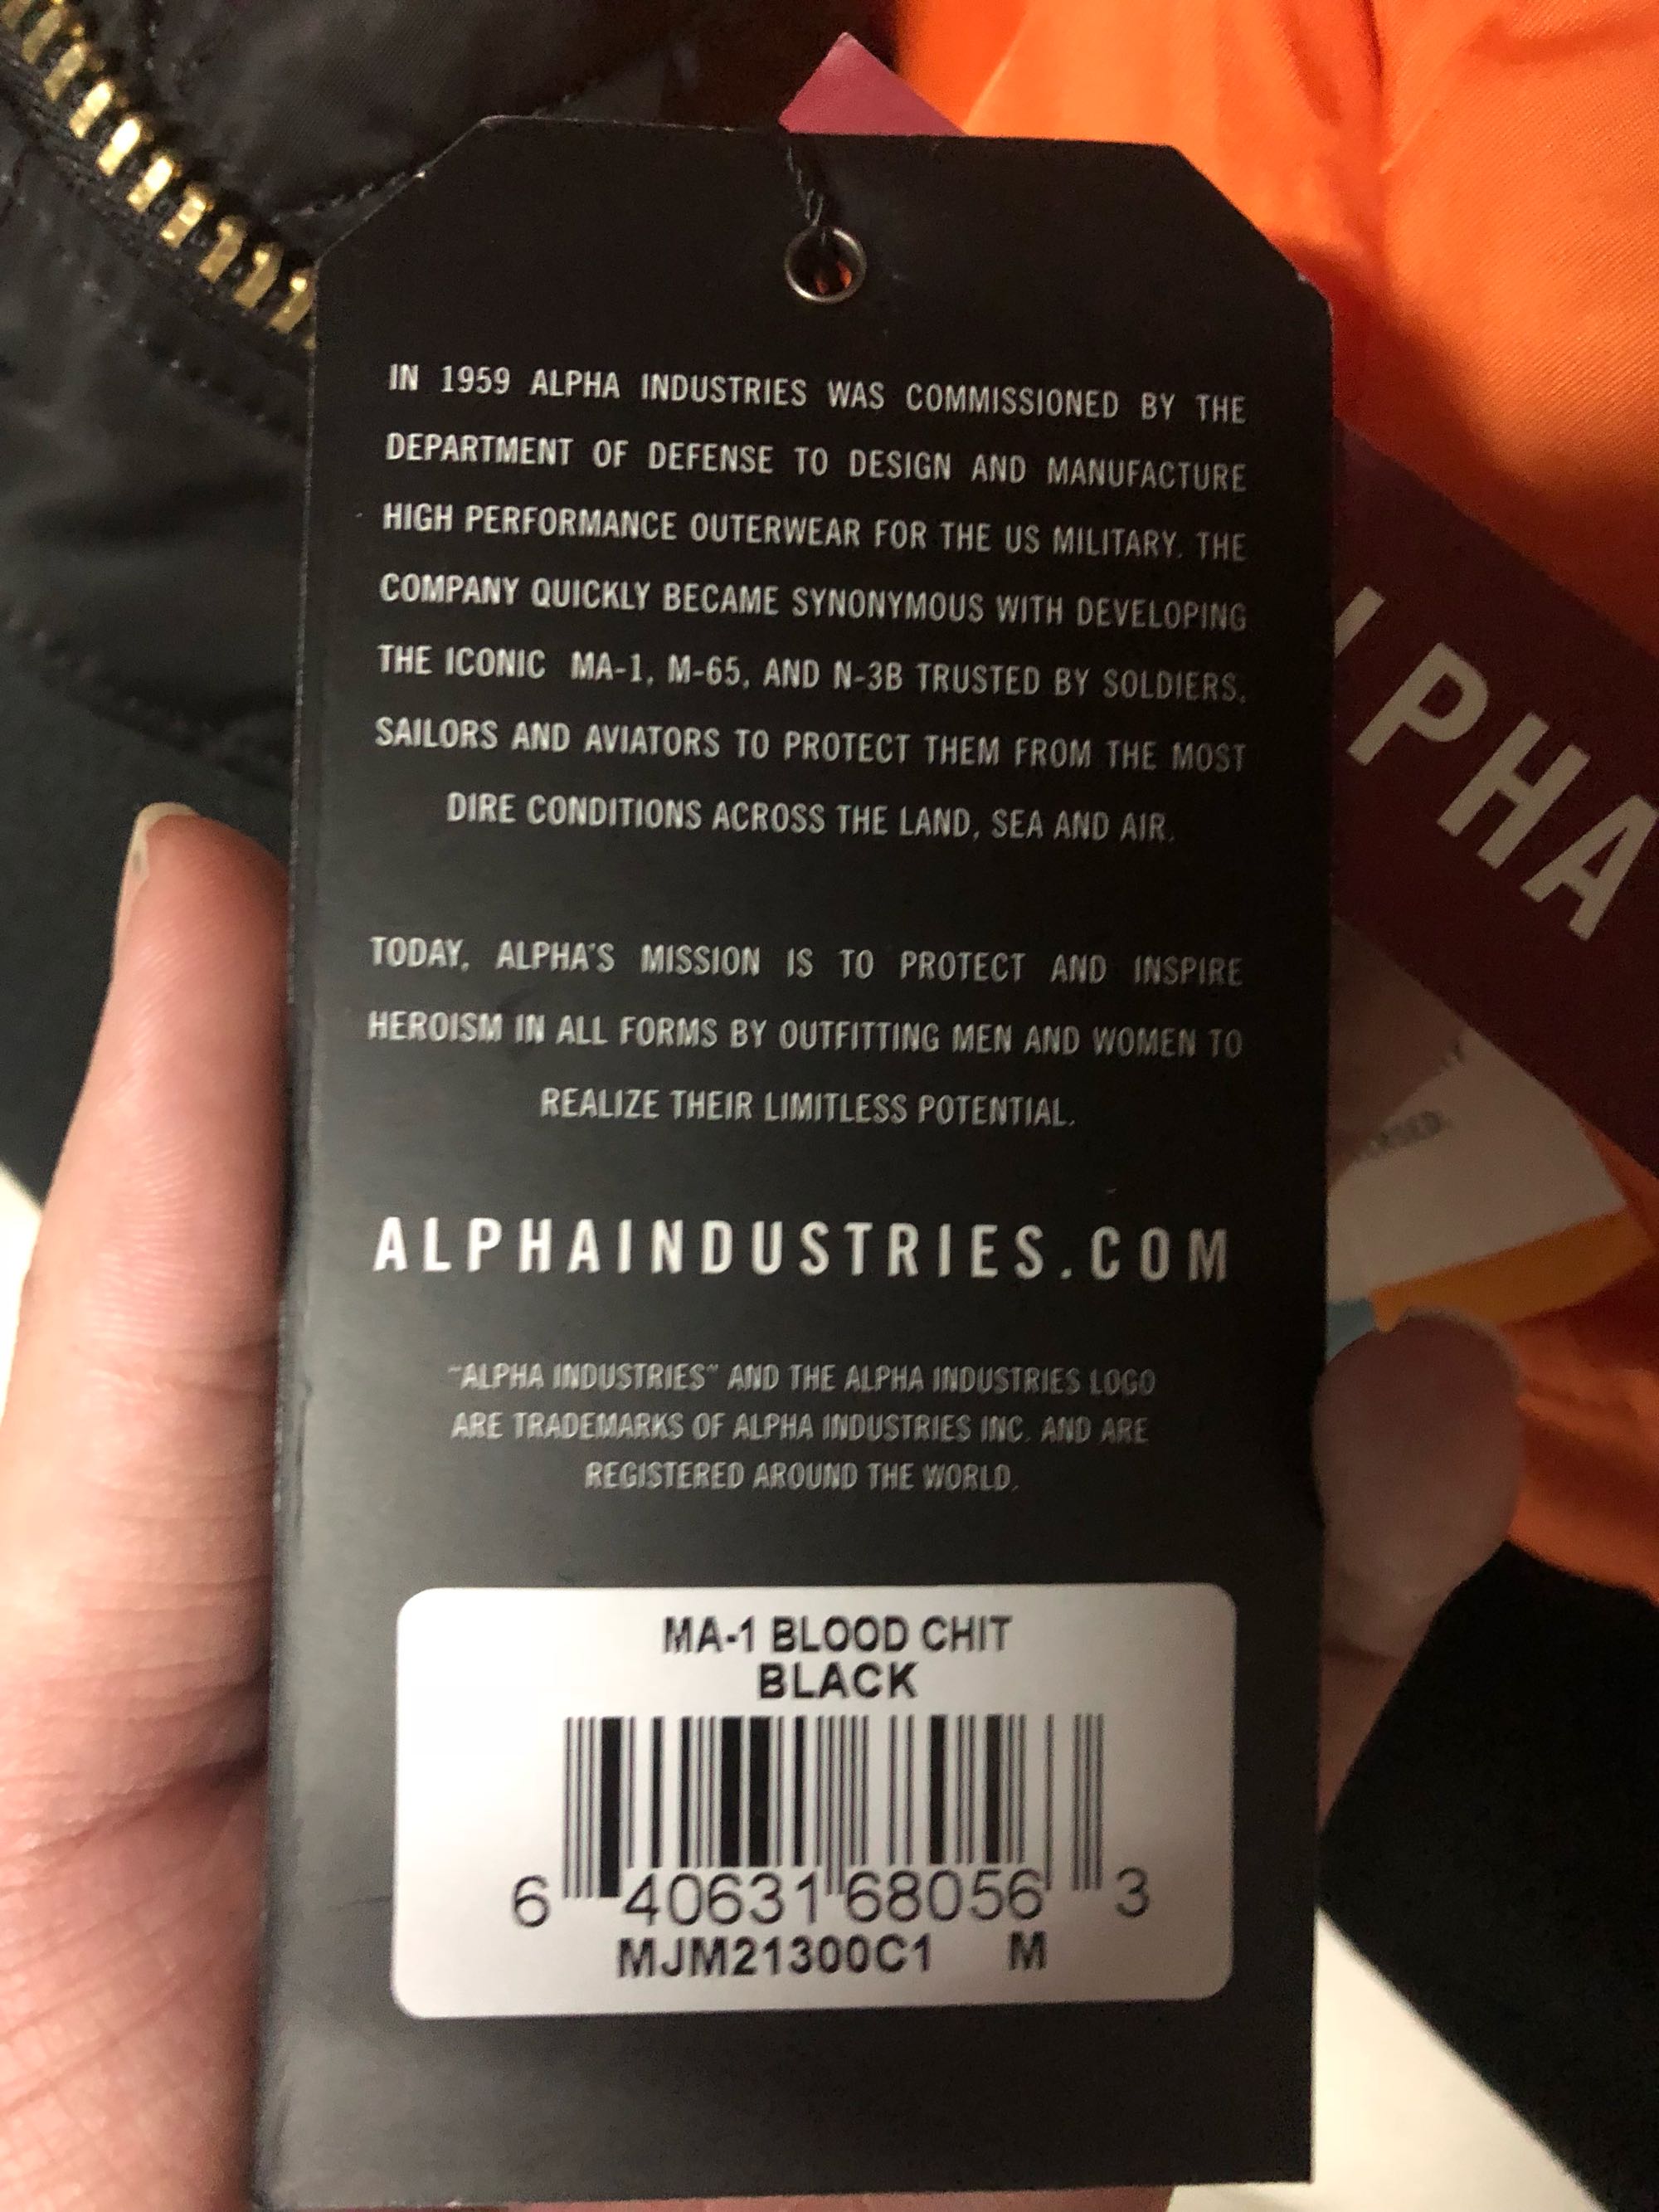 IN 1959 ALPHA INDUSTRIES WAS COMMISSIONED BY THE
DEPARTMENT OF DEFENSE TO DESIGN AND MANUFACTURE
HIGH PERFORMANCE OUTERWEAR FOR THE US MILITARY. THE
COMPANY QUICKLY BECAME SYNONYMOUS WITH DEVELOPING
THE ICONIC MA-1, M-65, AND N-3B TRUSTED BY SOLDIERS,
SAILORS AND AVIATORS TO PROTECT THEM FROM THE MOST
DIRE CONDITIONS ACROSS THE LAND, SEA AND AIR.
TODAY, ALPHA'S MISSION IS TO PROTECT AND INSPIRE
HEROISM IN ALL FORMS BY OUTFITTING MEN AND WOMEN TO
REALIZE THEIR LIMITLESS POTENTIAL.
ALPHAINDUSTRIES.COM
"ALPHA INDUSTRIES" AND THE ALPHA INDUSTRIES LOGO
ARE TRADEMARKS OF ALPHA INDUSTRIES INC. AND ARE
REGISTERED AROUND THE WORLD.
MA-1 BLOOD CHIT
BLACK
6 40631 68056 3
MJM21300C1 M
LPHA